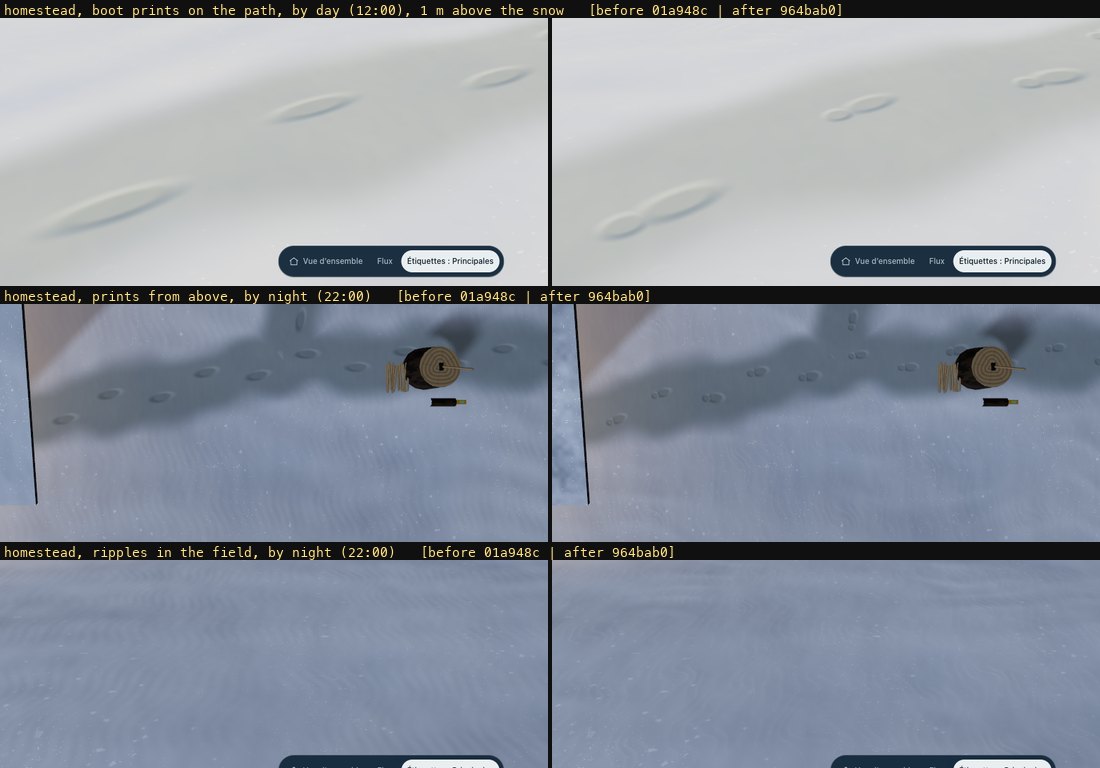 homestead, boot prints on the path, by day (12:00), 1 m above the snow [before 01a948c | after 964bab0]
Vue d'ensemble Flux Étiquettes : Principales
Vue d'ensemble Flux Étiquettes : Principales
homestead, prints from above, by night (22:00) [before 01a948c | after 964bab0]
homestead, ripples in the field, by night (22:00) [before 01a948c | after 964bab0]